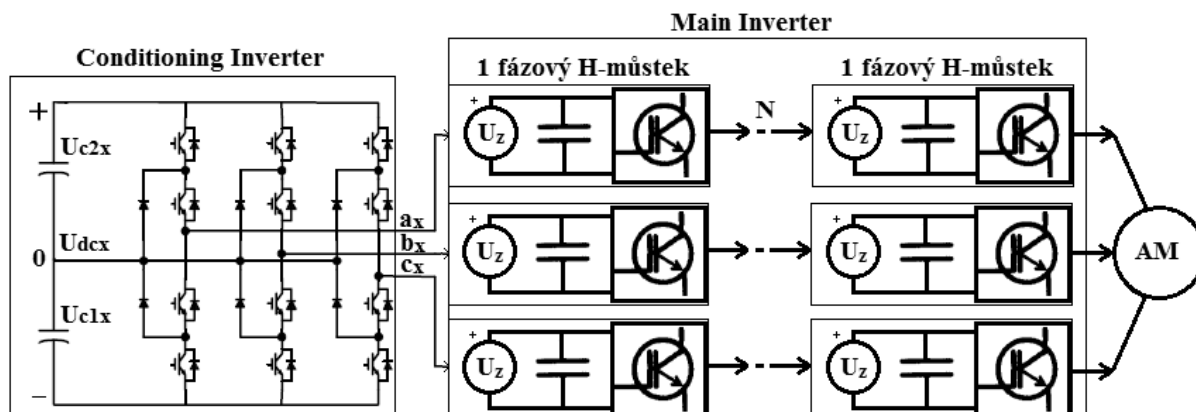 Main Inverter
Conditioning Inverter
1 fázový H-můstek
1 fázový H-můstek
+
Uc2x
Udcx
0
Uc1x
–
ax
bx
cx
+
Uz
N
+
Uz
+
Uz
+
Uz
+
Uz
+
Uz
AM